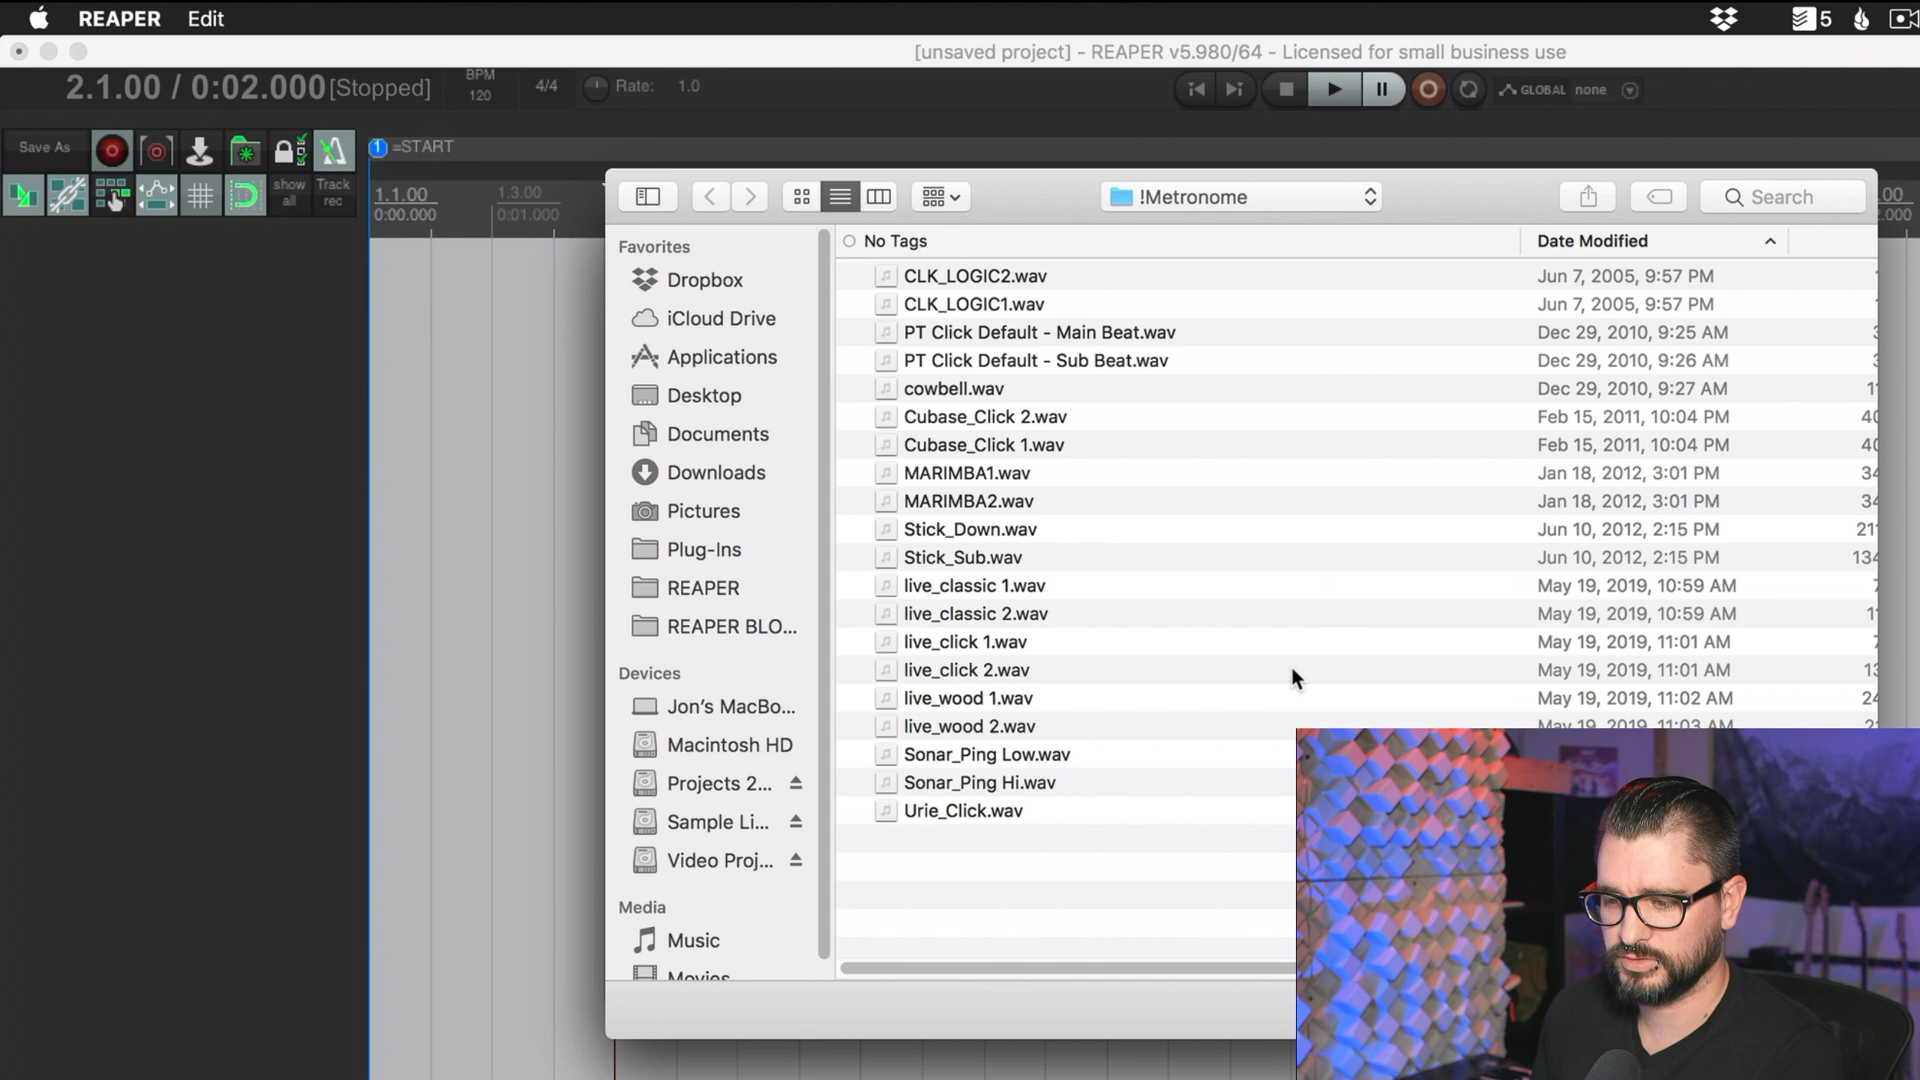 REAPER Edit 5
[unsaved project] - REAPER v5.980/64 - Licensed for small business use
2.1.00 / 0:02.000 [Stopped] BPM 120 4/4 Rate: 1.0 GLOBAL none
Save As
show all Track rec
1 =START
1.1.00 1.3.00
0:00.000 0:01.000
!Metronome
Search
Favorites
Dropbox
iCloud Drive
Applications
Desktop
Documents
Downloads
Pictures
Plug-Ins
REAPER
REAPER BLO...
Devices
Jon's MacBo...
Macintosh HD
Projects 2...
Sample Li...
Video Proj...
Media
Music
Movies
No Tags Date Modified
CLK_LOGIC2.wav Jun 7, 2005, 9:57 PM
CLK_LOGIC1.wav Jun 7, 2005, 9:57 PM
PT Click Default - Main Beat.wav Dec 29, 2010, 9:25 AM
PT Click Default - Sub Beat.wav Dec 29, 2010, 9:26 AM
cowbell.wav Dec 29, 2010, 9:27 AM
Cubase_Click 2.wav Feb 15, 2011, 10:04 PM
Cubase_Click 1.wav Feb 15, 2011, 10:04 PM
MARIMBA1.wav Jan 18, 2012, 3:01 PM
MARIMBA2.wav Jan 18, 2012, 3:01 PM
Stick_Down.wav Jun 10, 2012, 2:15 PM
Stick_Sub.wav Jun 10, 2012, 2:15 PM 134
live_classic 1.wav May 19, 2019, 10:59 AM
live_classic 2.wav May 19, 2019, 10:59 AM
live_click 1.wav May 19, 2019, 11:01 AM
live_click 2.wav May 19, 2019, 11:01 AM
live_wood 1.wav May 19, 2019, 11:02 AM
live_wood 2.wav May 19, 2019, 11:03 AM
Sonar_Ping Low.wav
Sonar_Ping Hi.wav
Urie_Click.wav